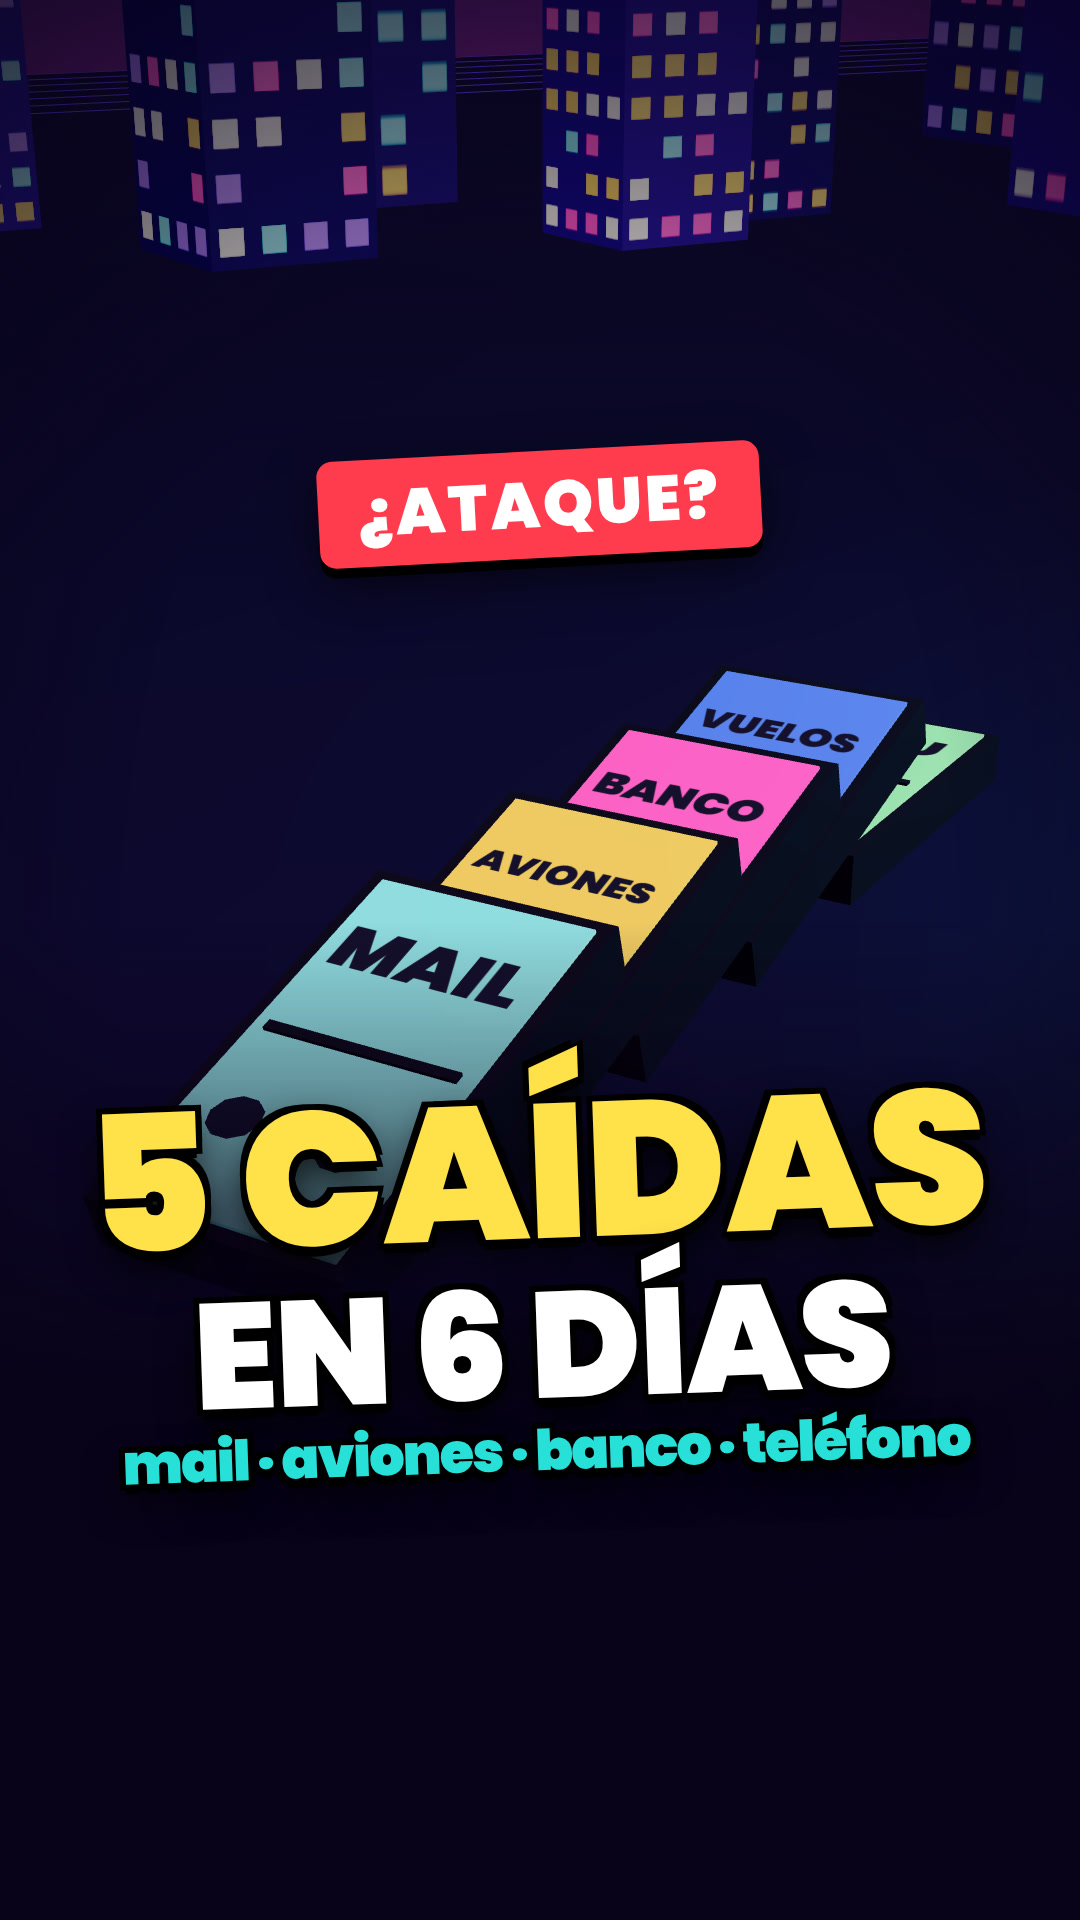 ¿ATAQUE?
VUELOS
BANCO
AVIONES
MAIL
5 CAÍDAS
EN 6 DÍAS
mail · aviones · banco · teléfono